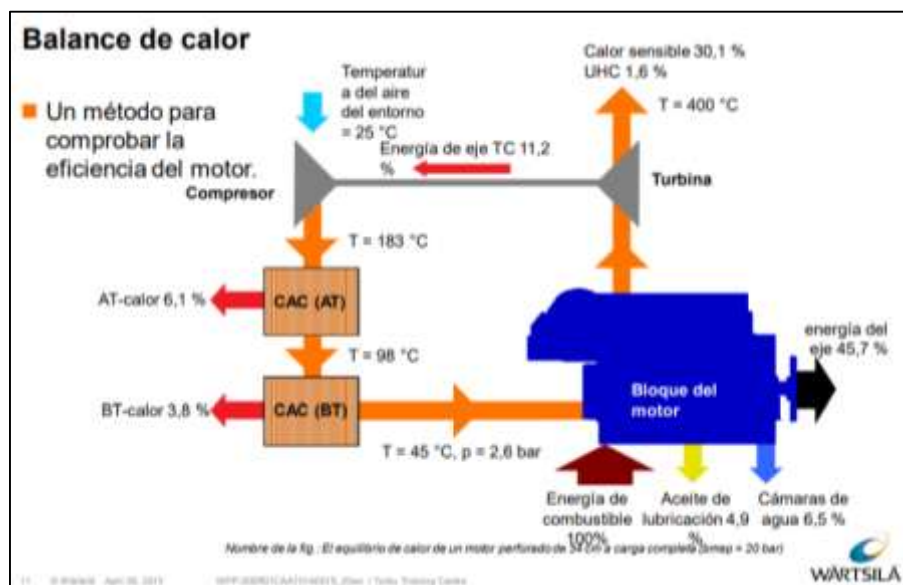 Balance de calor
Un método para
comprobar la
eficiencia del motor.
Temperatur
a del aire
del entorno
= 25 °C
Calor sensible 30,1 %
UHC 1,6 %
T = 400 °C
Energía de eje TC 11,2
%
Compresor
Turbina
T = 183 °C
AT-calor 6,1 %
CAC (AT)
T = 98 °C
BT-calor 3,8 %
CAC (BT)
T = 45 °C, p = 2,6 bar
Bloque del
motor
energía del
eje 45,7 %
Energía de
combustible
100%
Aceite de
lubricación 4,9
%
Cámaras de
agua 6,5 %
Nombre de la fig.: El equilibrio de calor de un motor perforado de 34 cm a carga completa (bmep = 20 bar)
WÄRTSILÄ
11 © Wärtsilä